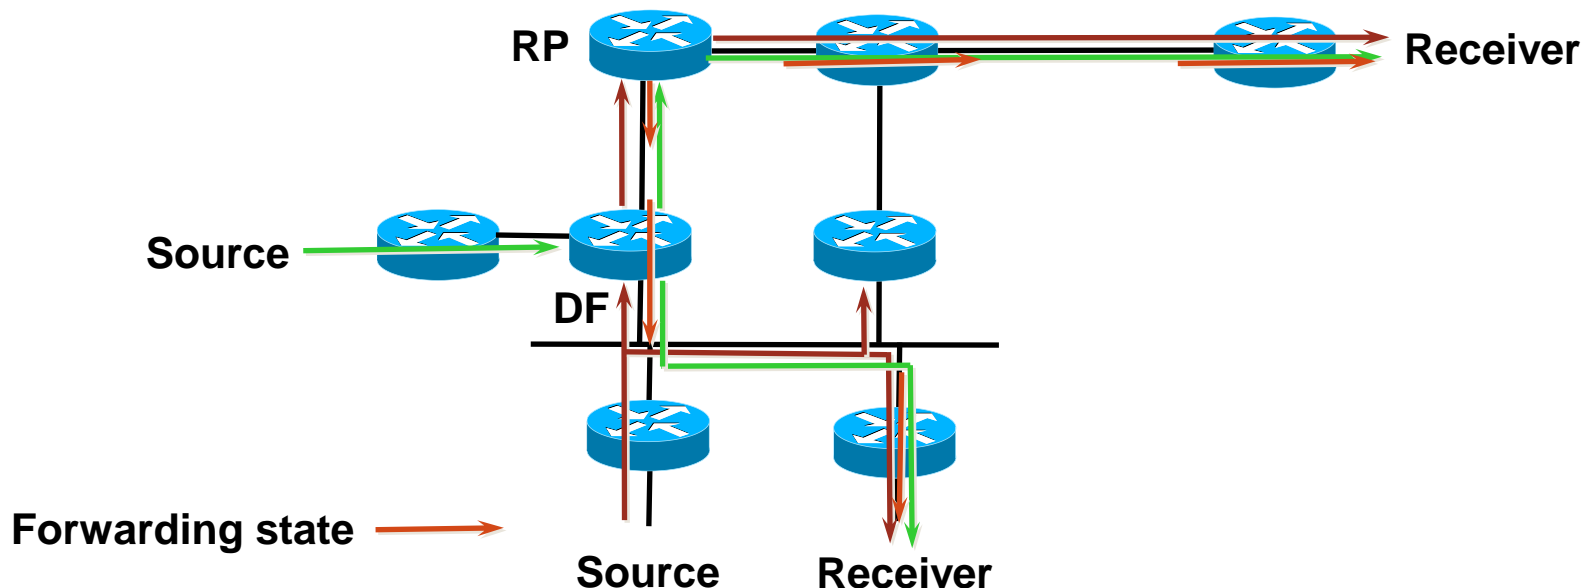 RP
Receiver
Source
DF
Forwarding state
Source
Receiver